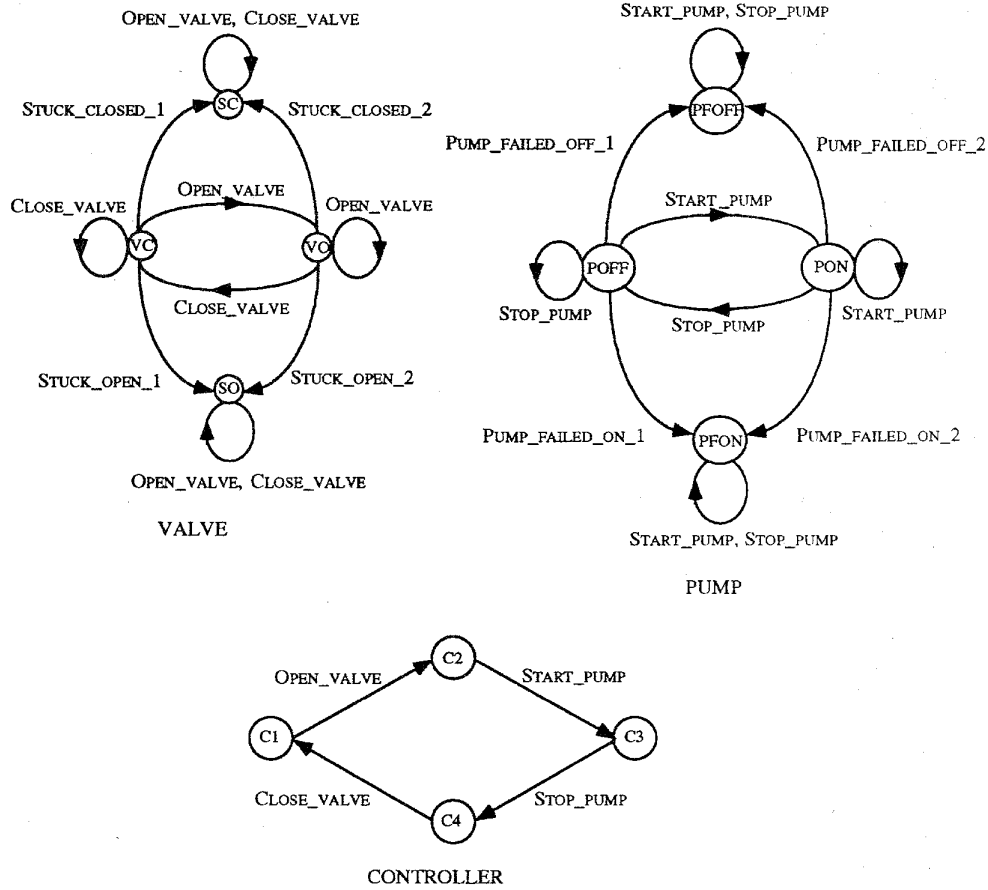 OPEN_VALVE, CLOSE_VALVE
SC
STUCK_CLOSED_1
STUCK_CLOSED_2
OPEN_VALVE
CLOSE_VALVE
OPEN_VALVE
VC
VO
CLOSE_VALVE
STUCK_OPEN_1
STUCK_OPEN_2
SO
OPEN_VALVE, CLOSE_VALVE
VALVE
START_PUMP, STOP_PUMP
PFOFF
PUMP_FAILED_OFF_1
PUMP_FAILED_OFF_2
START_PUMP
POFF
PON
STOP_PUMP
STOP_PUMP
START_PUMP
PUMP_FAILED_ON_1
PUMP_FAILED_ON_2
PFON
START_PUMP, STOP_PUMP
PUMP
C2
OPEN_VALVE
START_PUMP
C1
C3
CLOSE_VALVE
STOP_PUMP
C4
CONTROLLER